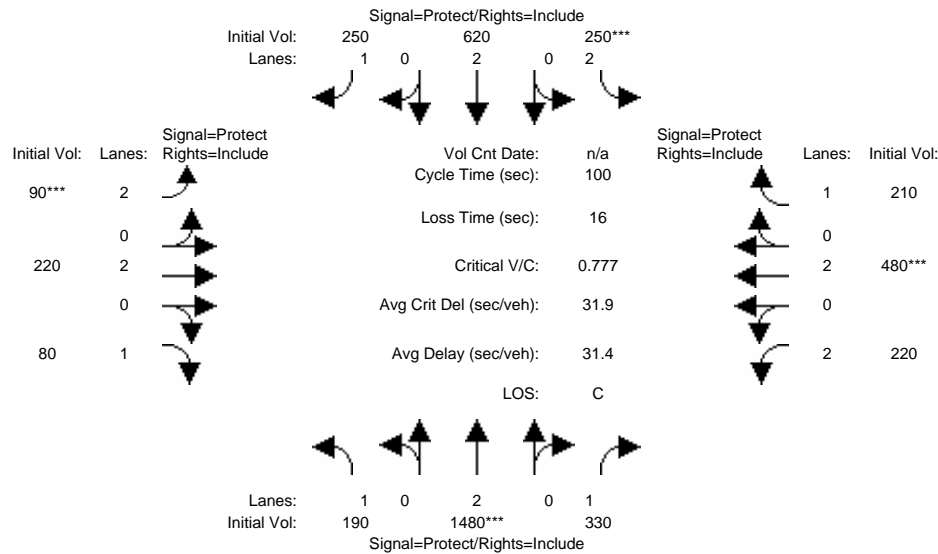 Signal=Protect/Rights=Include
Initial Vol: 250 620 250***
Lanes: 1 0 2 0 2
Signal=Protect
Initial Vol: Lanes: Rights=Include
Vol Cnt Date: n/a
Signal=Protect
Rights=Include Lanes: Initial Vol:
Cycle Time (sec): 100
90*** 2
1 210
Loss Time (sec): 16
0
0
220 2
Critical V/C: 0.777
2 480***
0
Avg Crit Del (sec/veh): 31.9
0
80 1
Avg Delay (sec/veh): 31.4
2 220
LOS: C
Lanes: 1 0 2 0 1
Initial Vol: 190 1480*** 330
Signal=Protect/Rights=Include